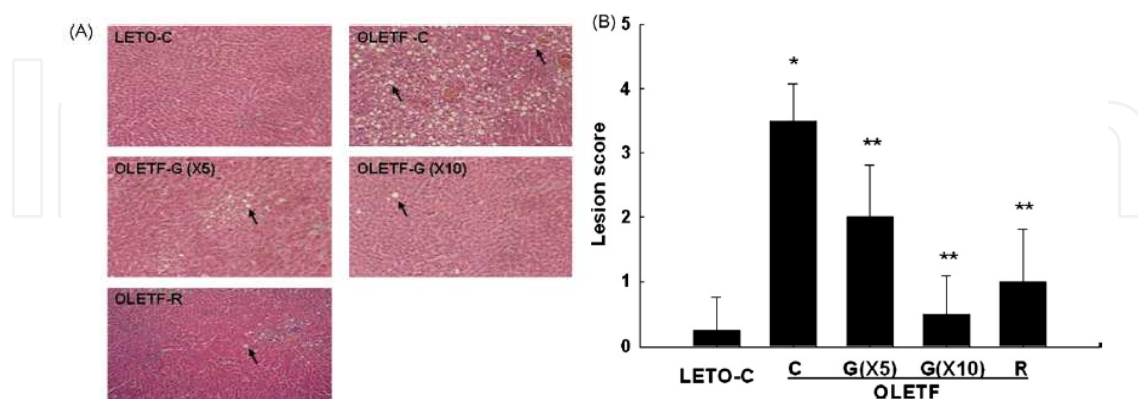 (A)
LETO-C
OLETF -C
OLETF-G (X5)
OLETF-G (X10)
OLETF-R
(B)
Lesion score
5
4
3
2
1
0
*
**
**
**
LETO-C
C
G(X5)
G(X10)
R
OLETF